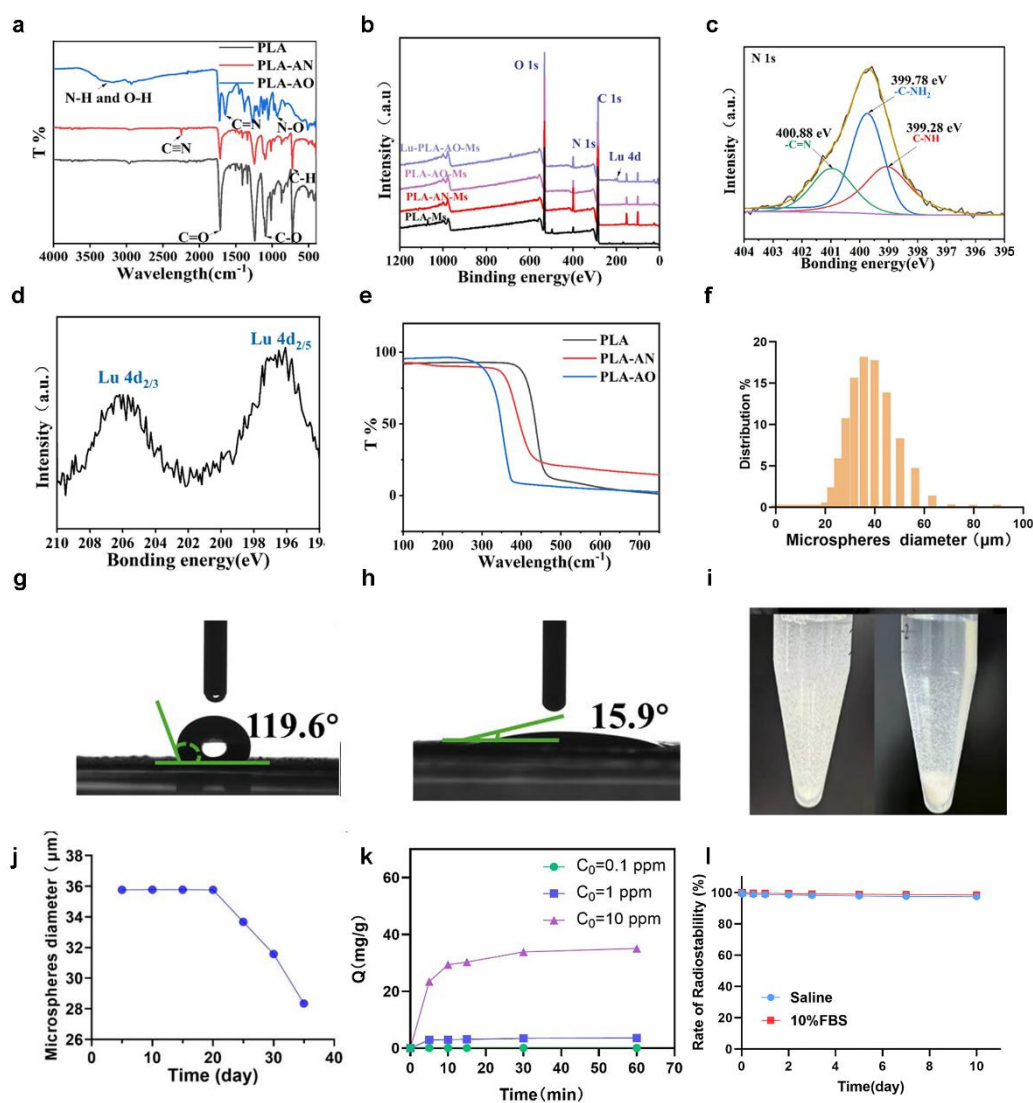 a
PLA
PLA-AN
PLA-AO
N-H and O-H
C=N
N-O
C≡N
C-H
C=O
C-O
T %
4000 3000 2000 1500 1000 500
Wavelength(cm⁻¹)
b
O 1s
C 1s
N 1s
Lu 4d
Lu-PLA-AO-Ms
PLA-AO-Ms
PLA-AN-Ms
PLA-Ms
Intensity（.a.u）
1200 1000 800 600 400 200 0
Binding energy(eV)
c
N 1s
399.78 eV
-C-NH₂
400.88 eV
-C=N
399.28 eV
C-NH
Intensity（a.u.）
404 403 402 401 400 399 398 397 396 395
Bonding energy(eV)
d
Lu 4d2/3
Lu 4d2/5
Intensity（a.u.）
210 208 206 204 202 200 198 196 194
Bonding energy(eV)
e
PLA
PLA-AN
PLA-AO
T %
100
50
0
100 200 300 400 500 600 700
Wavelength(cm⁻¹)
f
Distribution %
20
15
10
5
0
0 20 40 60 80 100
Microspheres diameter (μm)
g
119.6°
h
15.9°
i
j
Microspheres diameter（μm）
38
36
34
32
30
28
26
0 10 20 30 40
Time (day)
k
C₀=0.1 ppm
C₀=1 ppm
C₀=10 ppm
Q(mg/g)
60
40
20
0
0 10 20 30 40 50 60 70
Time(min)
l
Rate of Radiostablility (%)
100
80
60
40
20
0
Saline
10%FBS
0 2 4 6 8 10
Time(day)